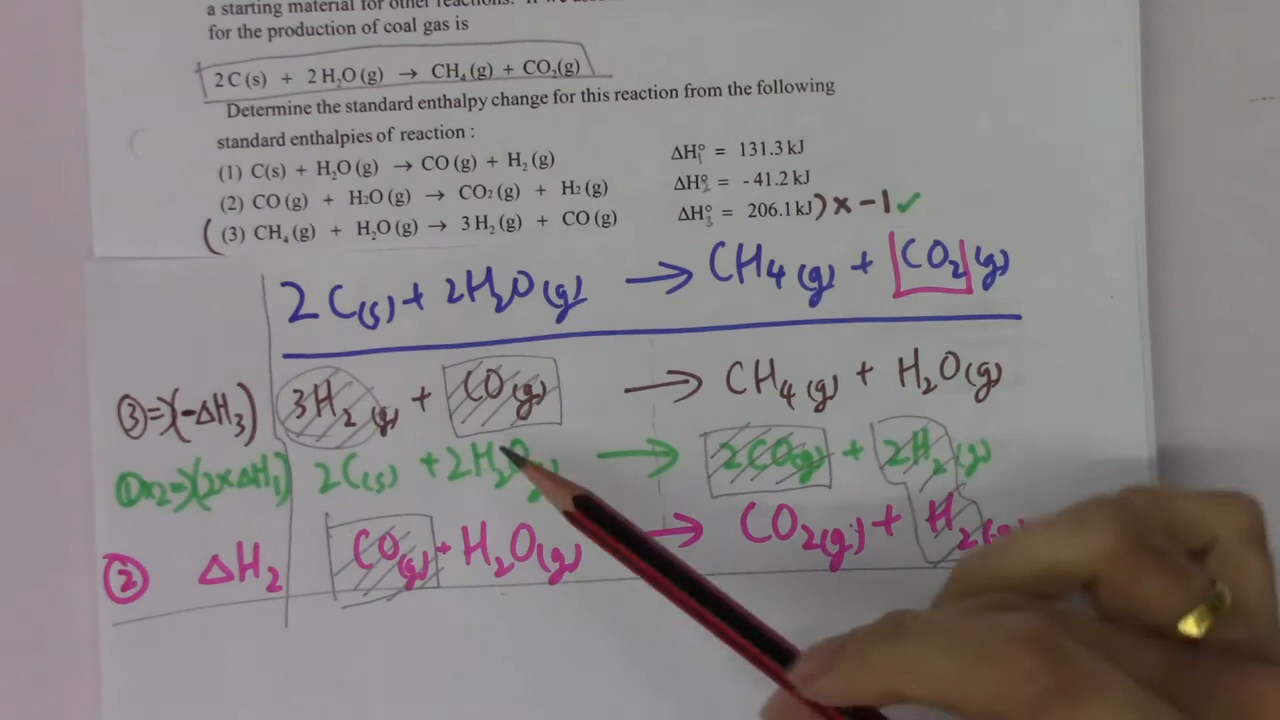 a starting material for other reactions.
for the production of coal gas is
2 C (s) + 2 H₂O (g) → CH₄ (g) + CO₂(g)
Determine the standard enthalpy change for this reaction from the following
standard enthalpies of reaction :
(1) C(s) + H₂O (g) → CO (g) + H₂ (g) ΔH°₁ = 131.3 kJ
(2) CO (g) + H₂O (g) → CO₂ (g) + H₂ (g) ΔH°₂ = - 41.2 kJ
( (3) CH₄ (g) + H₂O (g) → 3 H₂ (g) + CO (g) ΔH°₃ = 206.1 kJ ) x -1 ✓
2C(s) + 2H₂O(g) → CH₄(g) + CO₂(g)
③ => (-ΔH₃) 3H₂(g) + CO(g) → CH₄(g) + H₂O(g)
①x2 => (2xΔH₁) 2C(s) + 2H₂O(g) → 2CO(g) + 2H₂(g)
② ΔH₂ CO(g) + H₂O(g) → CO₂(g) + H₂(g)